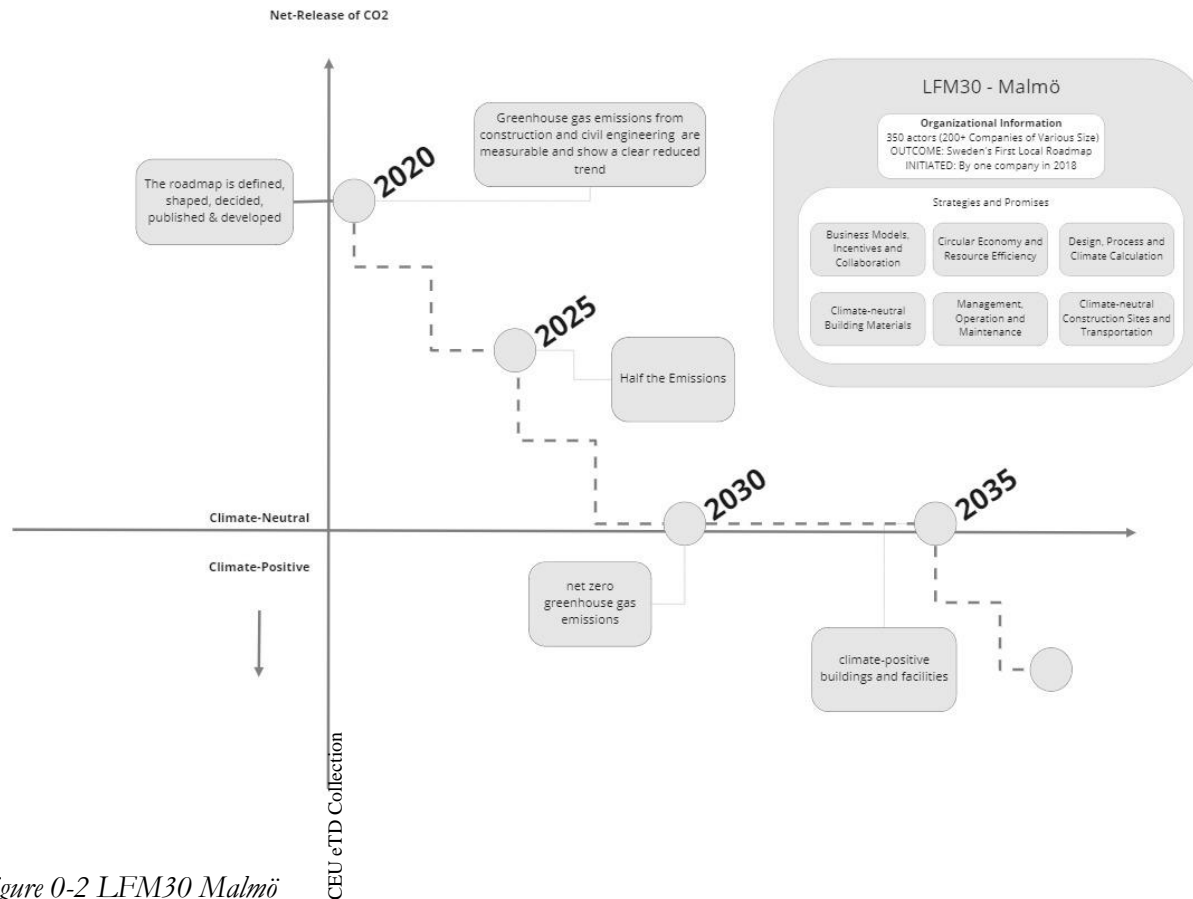 Net-Release of CO2
LFM30 - Malmö
Organizational Information
350 actors (200+ Companies of Various Size)
OUTCOME: Sweden's First Local Roadmap
INITIATED: By one company in 2018
Strategies and Promises
Business Models,
Incentives and
Collaboration
Circular Economy and
Resource Efficiency
Design, Process and
Climate Calculation
Climate-neutral
Building Materials
Management,
Operation and
Maintenance
Climate-neutral
Construction Sites and
Transportation
Greenhouse gas emissions from
construction and civil engineering are
measurable and show a clear reduced
trend
The roadmap is defined,
shaped, decided,
published & developed
2020
2025
Half the Emissions
2030
2035
Climate-Neutral
Climate-Positive
net zero
greenhouse gas
emissions
climate-positive
buildings and facilities
CEU eTD Collection
igure 0-2 LFM30 Malmö